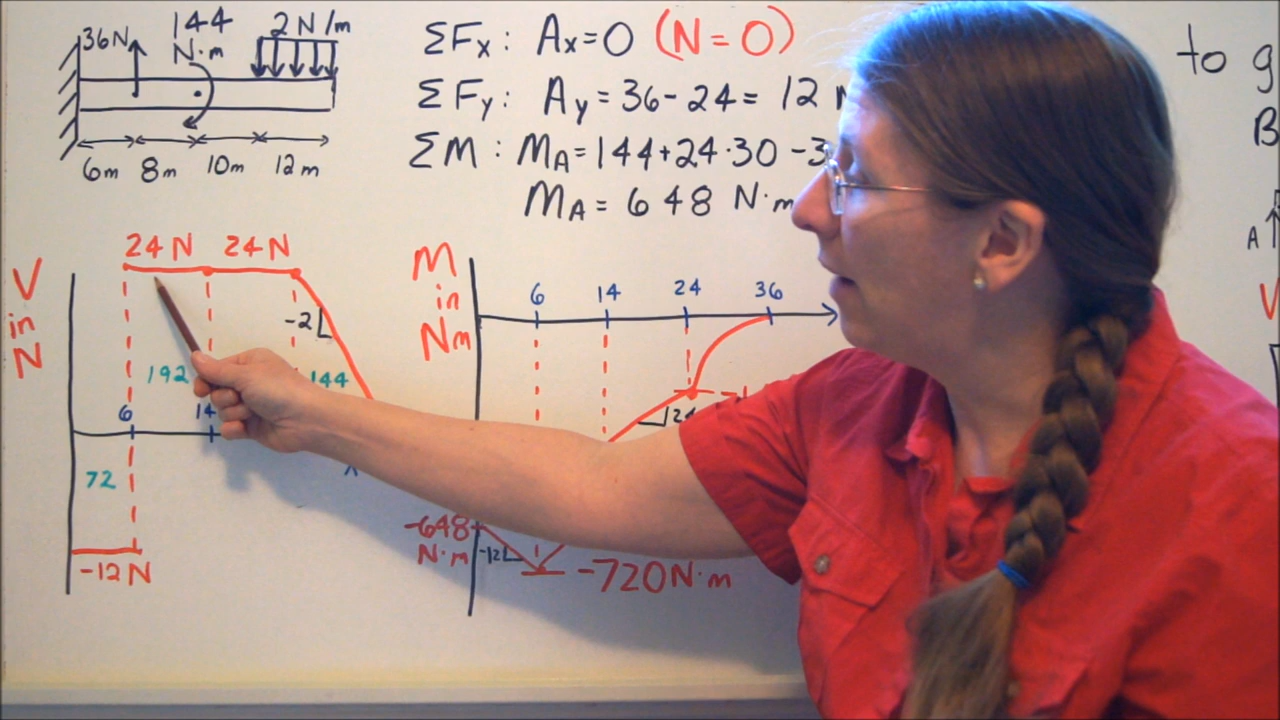 36N
144
N·m
2 N/m
6m 8m 10m 12m
ΣFx: Ax=0 (N=0)
ΣFy: Ay=36-24= 12
ΣM: MA=144+24·30-3
MA= 648 N·m
to g
B
A
V
V
in
N
24 N 24 N
-2
192 144
6 14
72
-12 N
M
in
Nm
6 14 24 36
24
-648
N·m
-12
-720 N·m